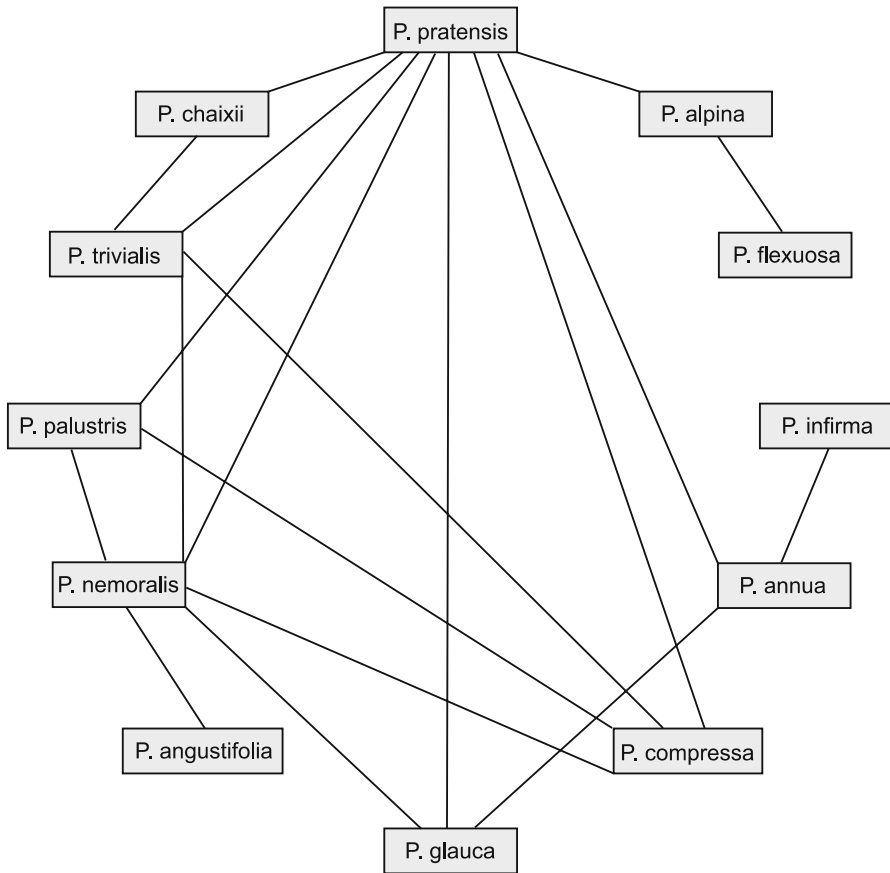 P. pratensis
P. chaixii
P. alpina
P. trivialis
P. flexuosa
P. palustris
P. infirma
P. nemoralis
P. annua
P. angustifolia
P. compressa
P. glauca